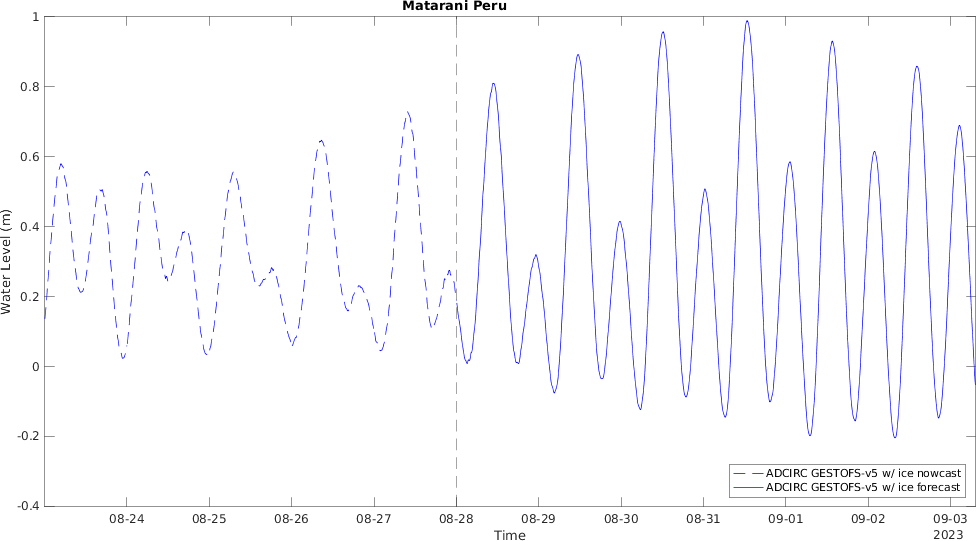 Matarani Peru
1
0.8
0.6
0.4
0.2
0
-0.2
-0.4
Water Level (m)
ADCIRC GESTOFS-v5 w/ ice nowcast
ADCIRC GESTOFS-v5 w/ ice forecast
08-24 08-25 08-26 08-27 08-28 08-29 08-30 08-31 09-01 09-02 09-03
Time 2023